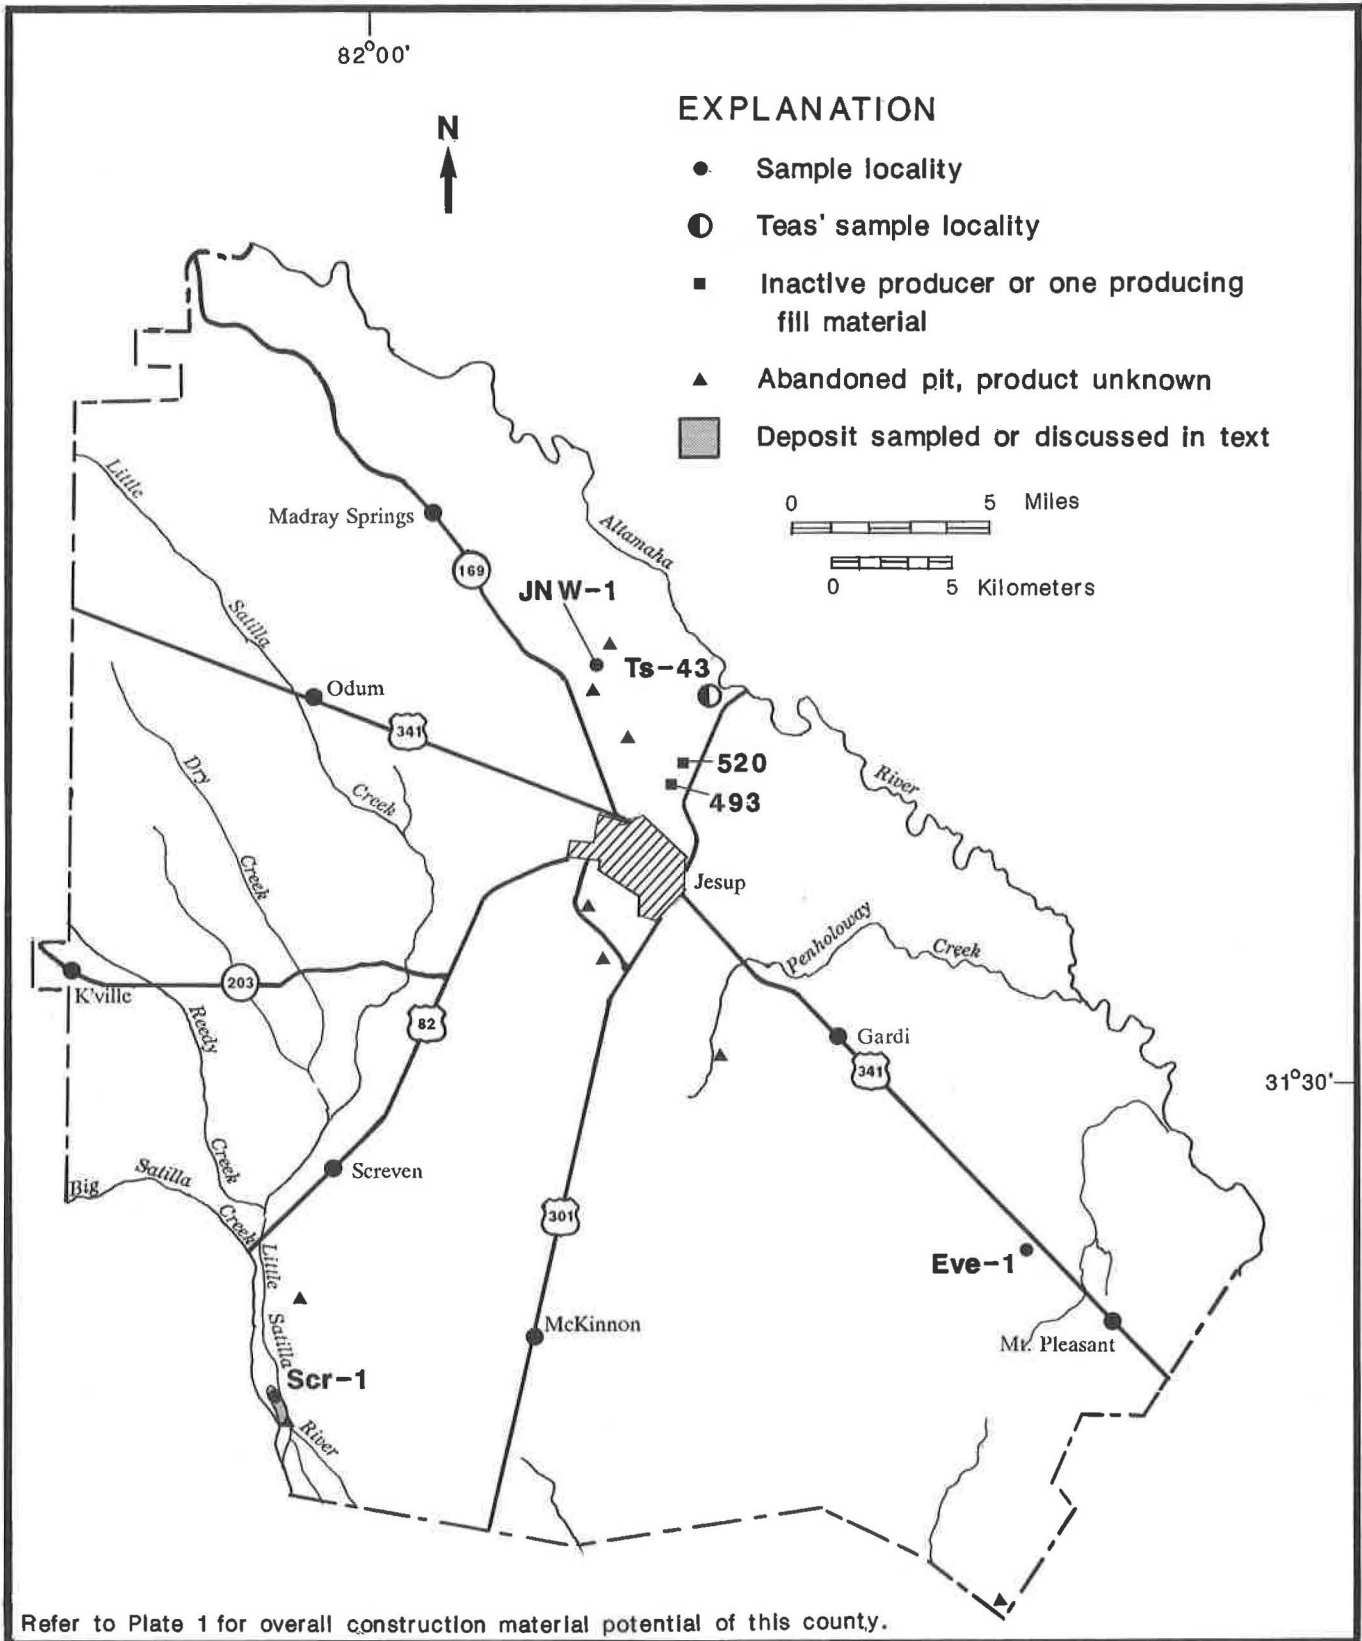 82°00'
N
EXPLANATION
Sample locality
Teas' sample locality
Inactive producer or one producing
fill material
Abandoned pit, product unknown
Deposit sampled or discussed in text
0 5 Miles
0 5 Kilometers
Little
Satilla
Creek
Madray Springs
169
Altamaha
River
JNW-1
Ts-43
Odum
341
520
493
Dry
Creek
Jesup
Penholoway
Creek
K'ville
203
82
Reedy
Creek
Gardi
341
31°30'
Screven
Big
Satilla
Creek
301
Eve-1
Little
Satilla
River
McKinnon
Mt. Pleasant
Scr-1
Refer to Plate 1 for overall construction material potential of this county.